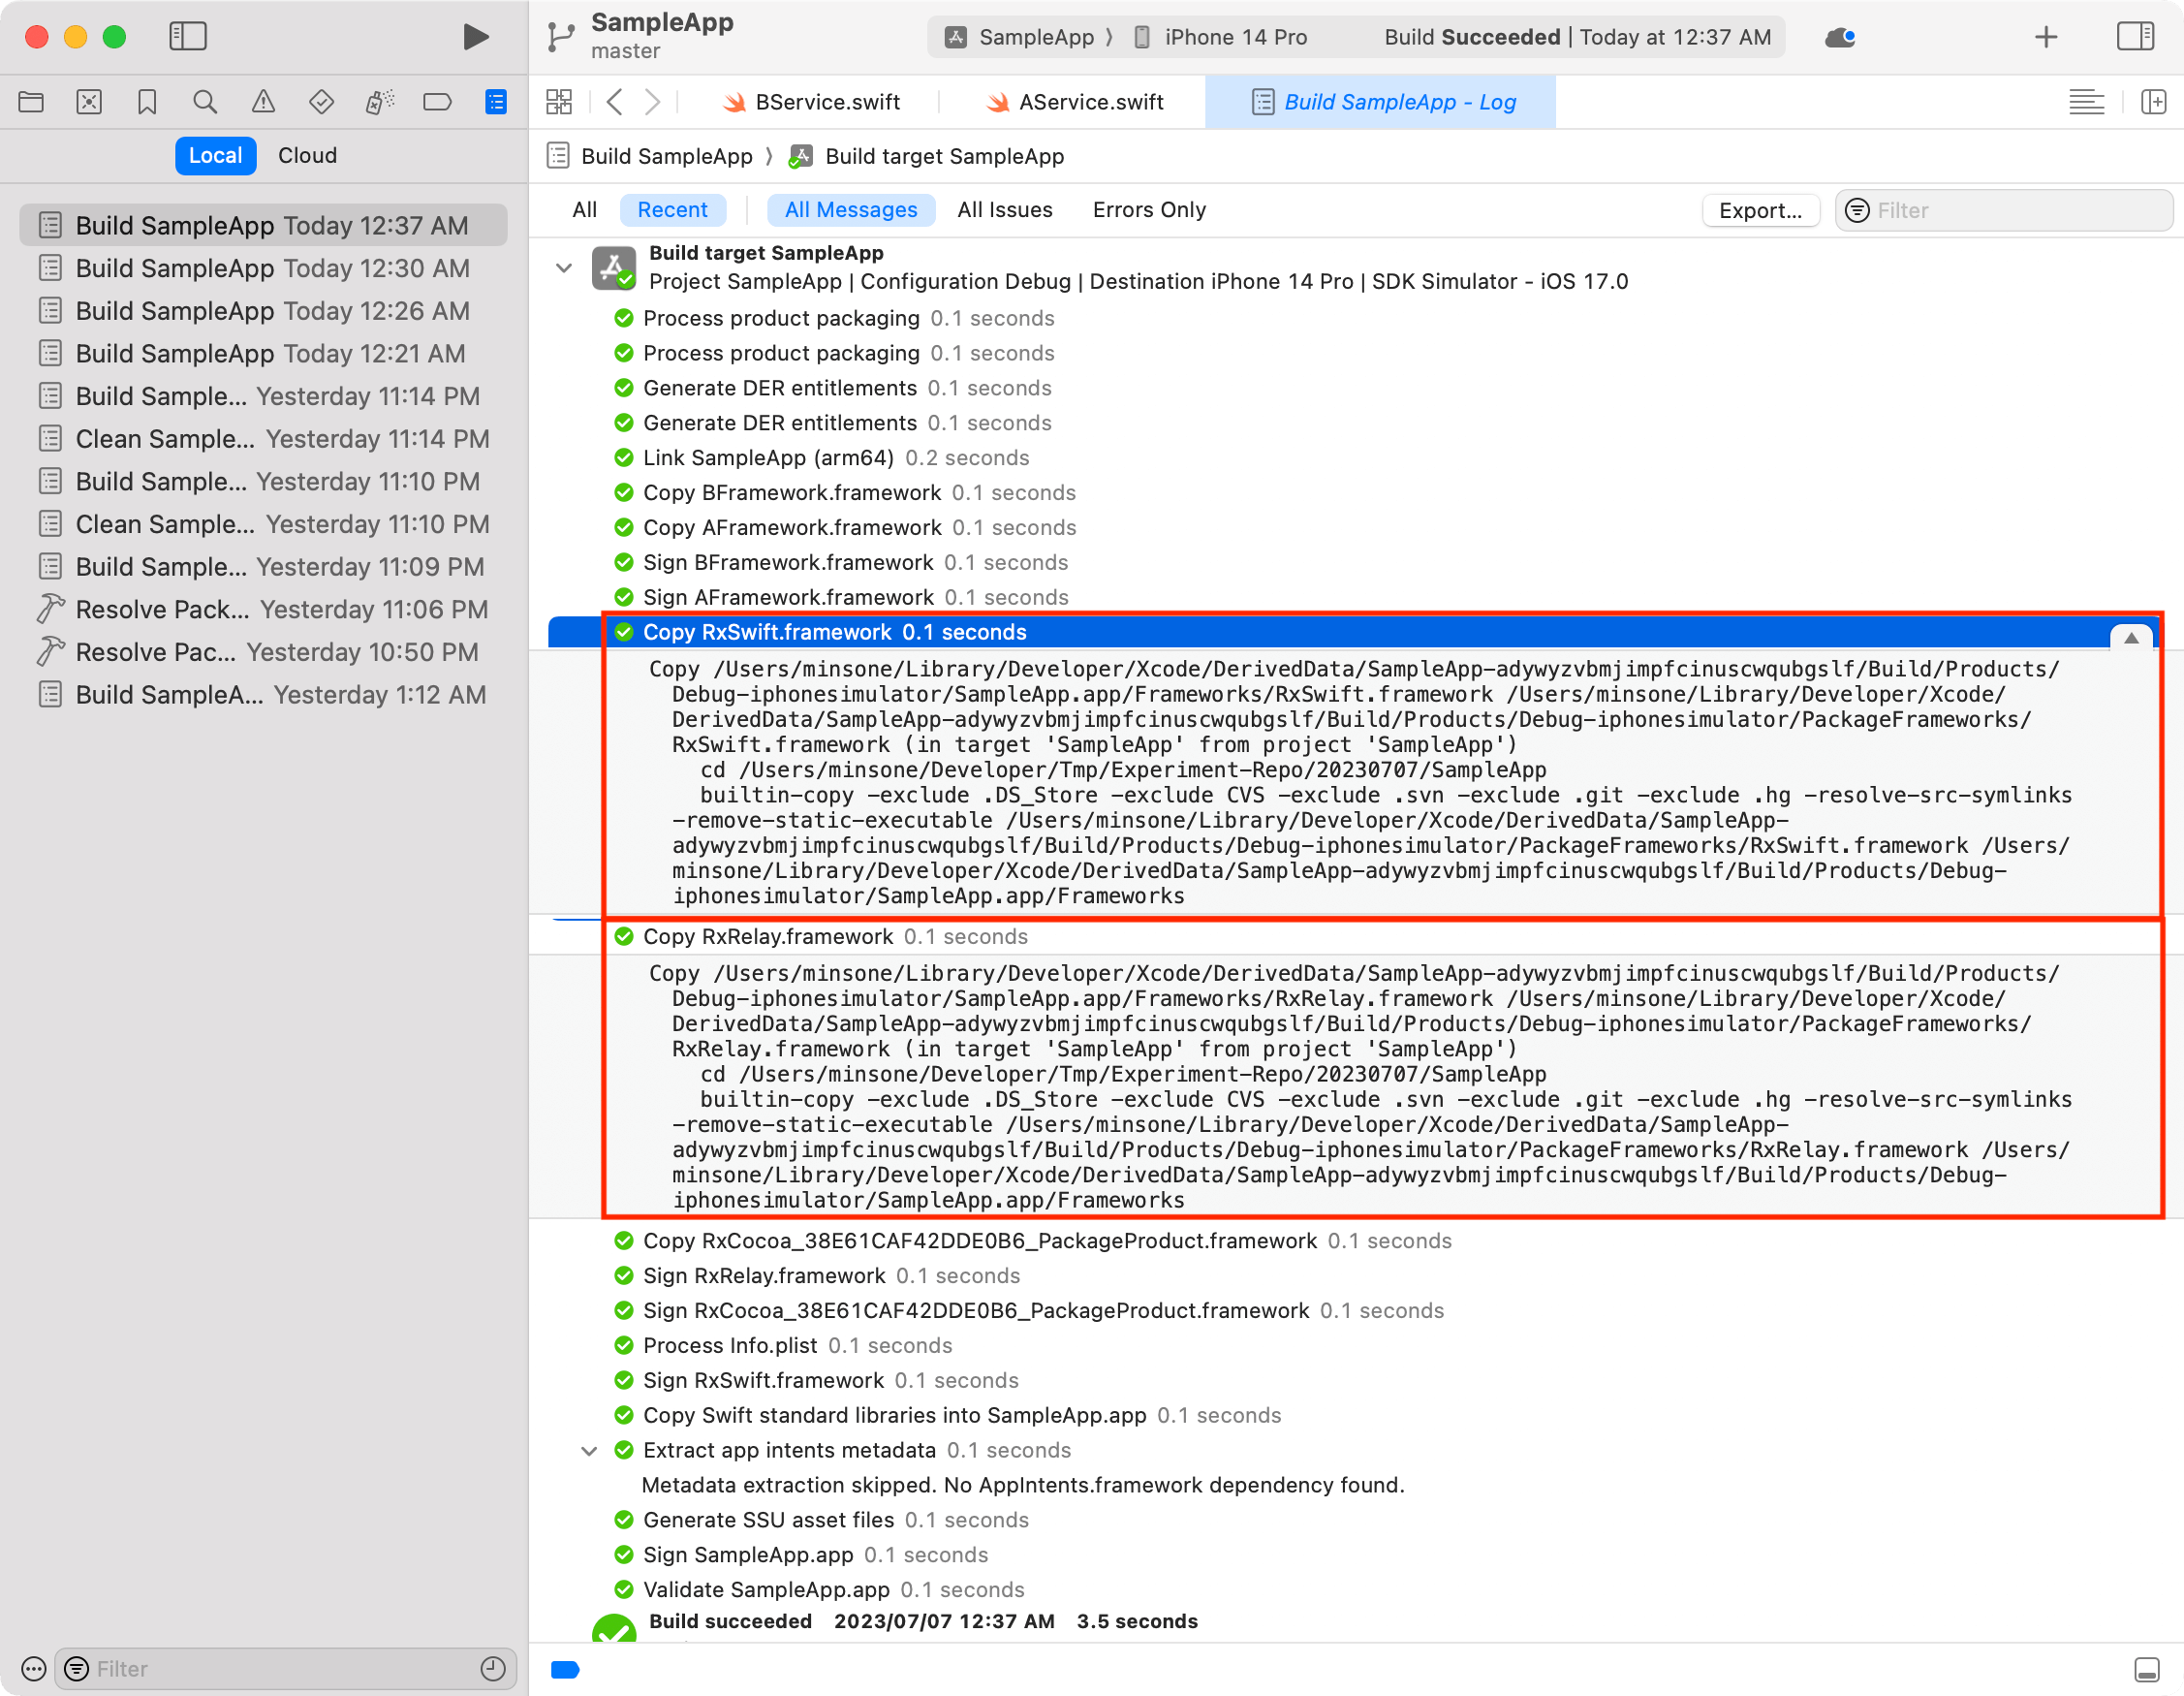 SampleApp
master
SampleApp ⟩ iPhone 14 Pro
Build Succeeded | Today at 12:37 AM
BService.swift
AService.swift
Build SampleApp - Log
Local
Cloud
Build SampleApp ⟩ Build target SampleApp
All
Recent
All Messages
All Issues
Errors Only
Export...
Filter
Build SampleApp Today 12:37 AM
Build SampleApp Today 12:30 AM
Build SampleApp Today 12:26 AM
Build SampleApp Today 12:21 AM
Build Sample... Yesterday 11:14 PM
Clean Sample... Yesterday 11:14 PM
Build Sample... Yesterday 11:10 PM
Clean Sample... Yesterday 11:10 PM
Build Sample... Yesterday 11:09 PM
Resolve Pack... Yesterday 11:06 PM
Resolve Pac... Yesterday 10:50 PM
Build SampleA... Yesterday 1:12 AM
Filter
Build target SampleApp
Project SampleApp | Configuration Debug | Destination iPhone 14 Pro | SDK Simulator - iOS 17.0
Process product packaging 0.1 seconds
Process product packaging 0.1 seconds
Generate DER entitlements 0.1 seconds
Generate DER entitlements 0.1 seconds
Link SampleApp (arm64) 0.2 seconds
Copy BFramework.framework 0.1 seconds
Copy AFramework.framework 0.1 seconds
Sign BFramework.framework 0.1 seconds
Sign AFramework.framework 0.1 seconds
Copy RxSwift.framework 0.1 seconds
Copy /Users/minsone/Library/Developer/Xcode/DerivedData/SampleApp-adywyzvbmjimpfcinuscwqubgslf/Build/Products/
Debug-iphonesimulator/SampleApp.app/Frameworks/RxSwift.framework /Users/minsone/Library/Developer/Xcode/
DerivedData/SampleApp-adywyzvbmjimpfcinuscwqubgslf/Build/Products/Debug-iphonesimulator/PackageFrameworks/
RxSwift.framework (in target 'SampleApp' from project 'SampleApp')
cd /Users/minsone/Developer/Tmp/Experiment-Repo/20230707/SampleApp
builtin-copy -exclude .DS_Store -exclude CVS -exclude .svn -exclude .git -exclude .hg -resolve-src-symlinks
-remove-static-executable /Users/minsone/Library/Developer/Xcode/DerivedData/SampleApp-
adywyzvbmjimpfcinuscwqubgslf/Build/Products/Debug-iphonesimulator/PackageFrameworks/RxSwift.framework /Users/
minsone/Library/Developer/Xcode/DerivedData/SampleApp-adywyzvbmjimpfcinuscwqubgslf/Build/Products/Debug-
iphonesimulator/SampleApp.app/Frameworks
Copy RxRelay.framework 0.1 seconds
Copy /Users/minsone/Library/Developer/Xcode/DerivedData/SampleApp-adywyzvbmjimpfcinuscwqubgslf/Build/Products/
Debug-iphonesimulator/SampleApp.app/Frameworks/RxRelay.framework /Users/minsone/Library/Developer/Xcode/
DerivedData/SampleApp-adywyzvbmjimpfcinuscwqubgslf/Build/Products/Debug-iphonesimulator/PackageFrameworks/
RxRelay.framework (in target 'SampleApp' from project 'SampleApp')
cd /Users/minsone/Developer/Tmp/Experiment-Repo/20230707/SampleApp
builtin-copy -exclude .DS_Store -exclude CVS -exclude .svn -exclude .git -exclude .hg -resolve-src-symlinks
-remove-static-executable /Users/minsone/Library/Developer/Xcode/DerivedData/SampleApp-
adywyzvbmjimpfcinuscwqubgslf/Build/Products/Debug-iphonesimulator/PackageFrameworks/RxRelay.framework /Users/
minsone/Library/Developer/Xcode/DerivedData/SampleApp-adywyzvbmjimpfcinuscwqubgslf/Build/Products/Debug-
iphonesimulator/SampleApp.app/Frameworks
Copy RxCocoa_38E61CAF42DDE0B6_PackageProduct.framework 0.1 seconds
Sign RxRelay.framework 0.1 seconds
Sign RxCocoa_38E61CAF42DDE0B6_PackageProduct.framework 0.1 seconds
Process Info.plist 0.1 seconds
Sign RxSwift.framework 0.1 seconds
Copy Swift standard libraries into SampleApp.app 0.1 seconds
Extract app intents metadata 0.1 seconds
Metadata extraction skipped. No AppIntents.framework dependency found.
Generate SSU asset files 0.1 seconds
Sign SampleApp.app 0.1 seconds
Validate SampleApp.app 0.1 seconds
Build succeeded 2023/07/07 12:37 AM 3.5 seconds